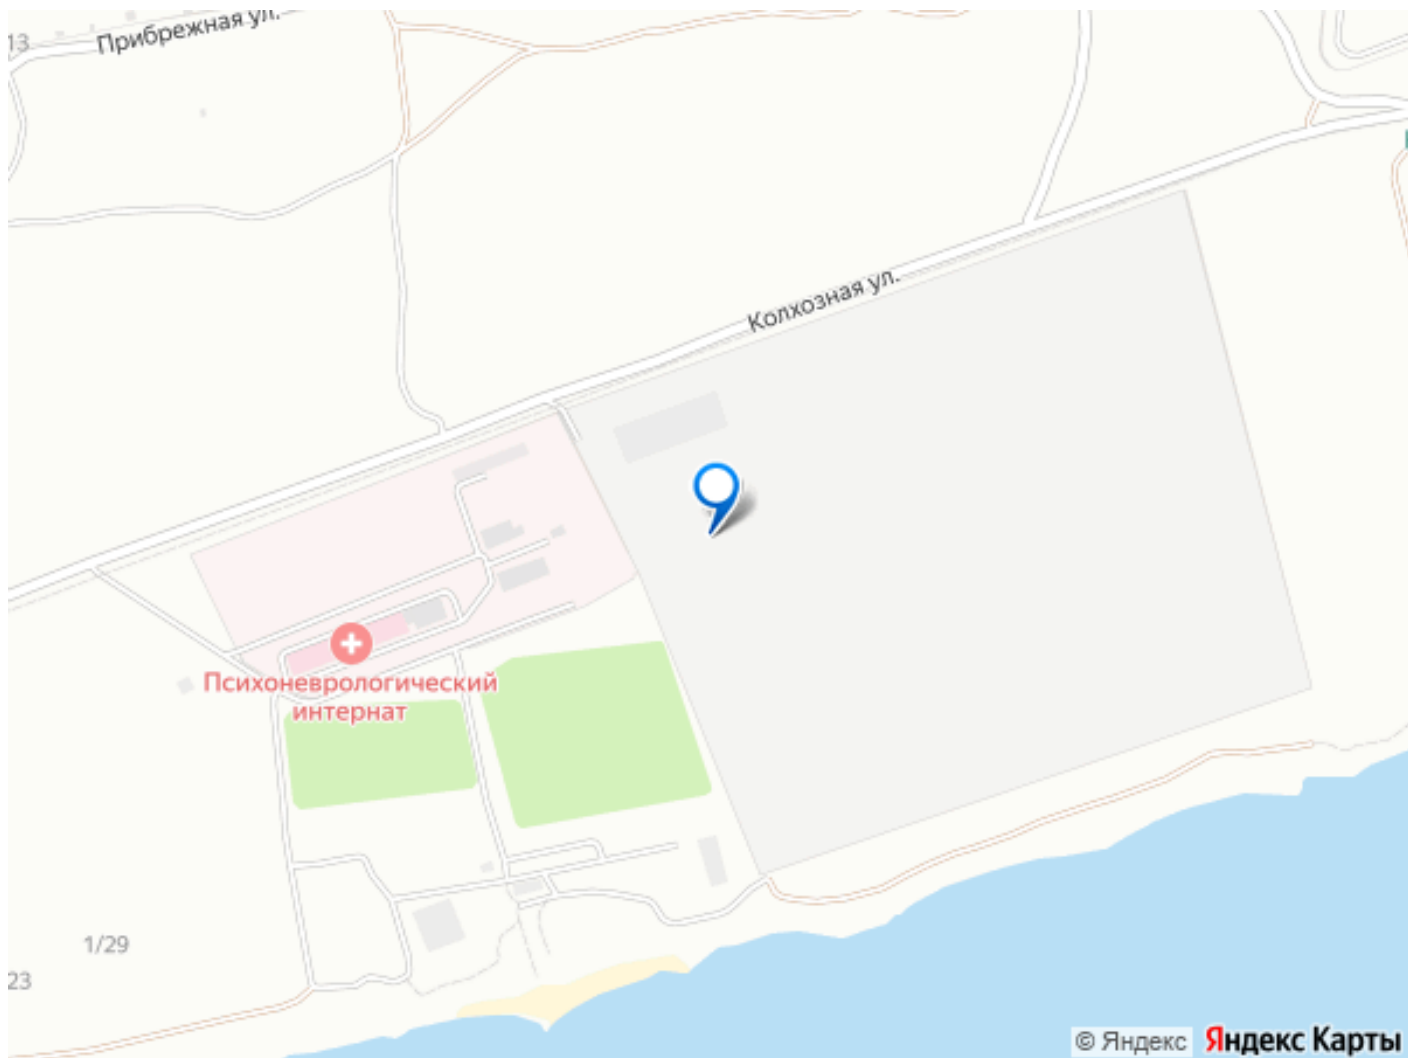 13
Прибрежная ул.
Колхозная ул.
Психоневрологический
интернат
1/29
23
© Яндекс Яндекс Карты